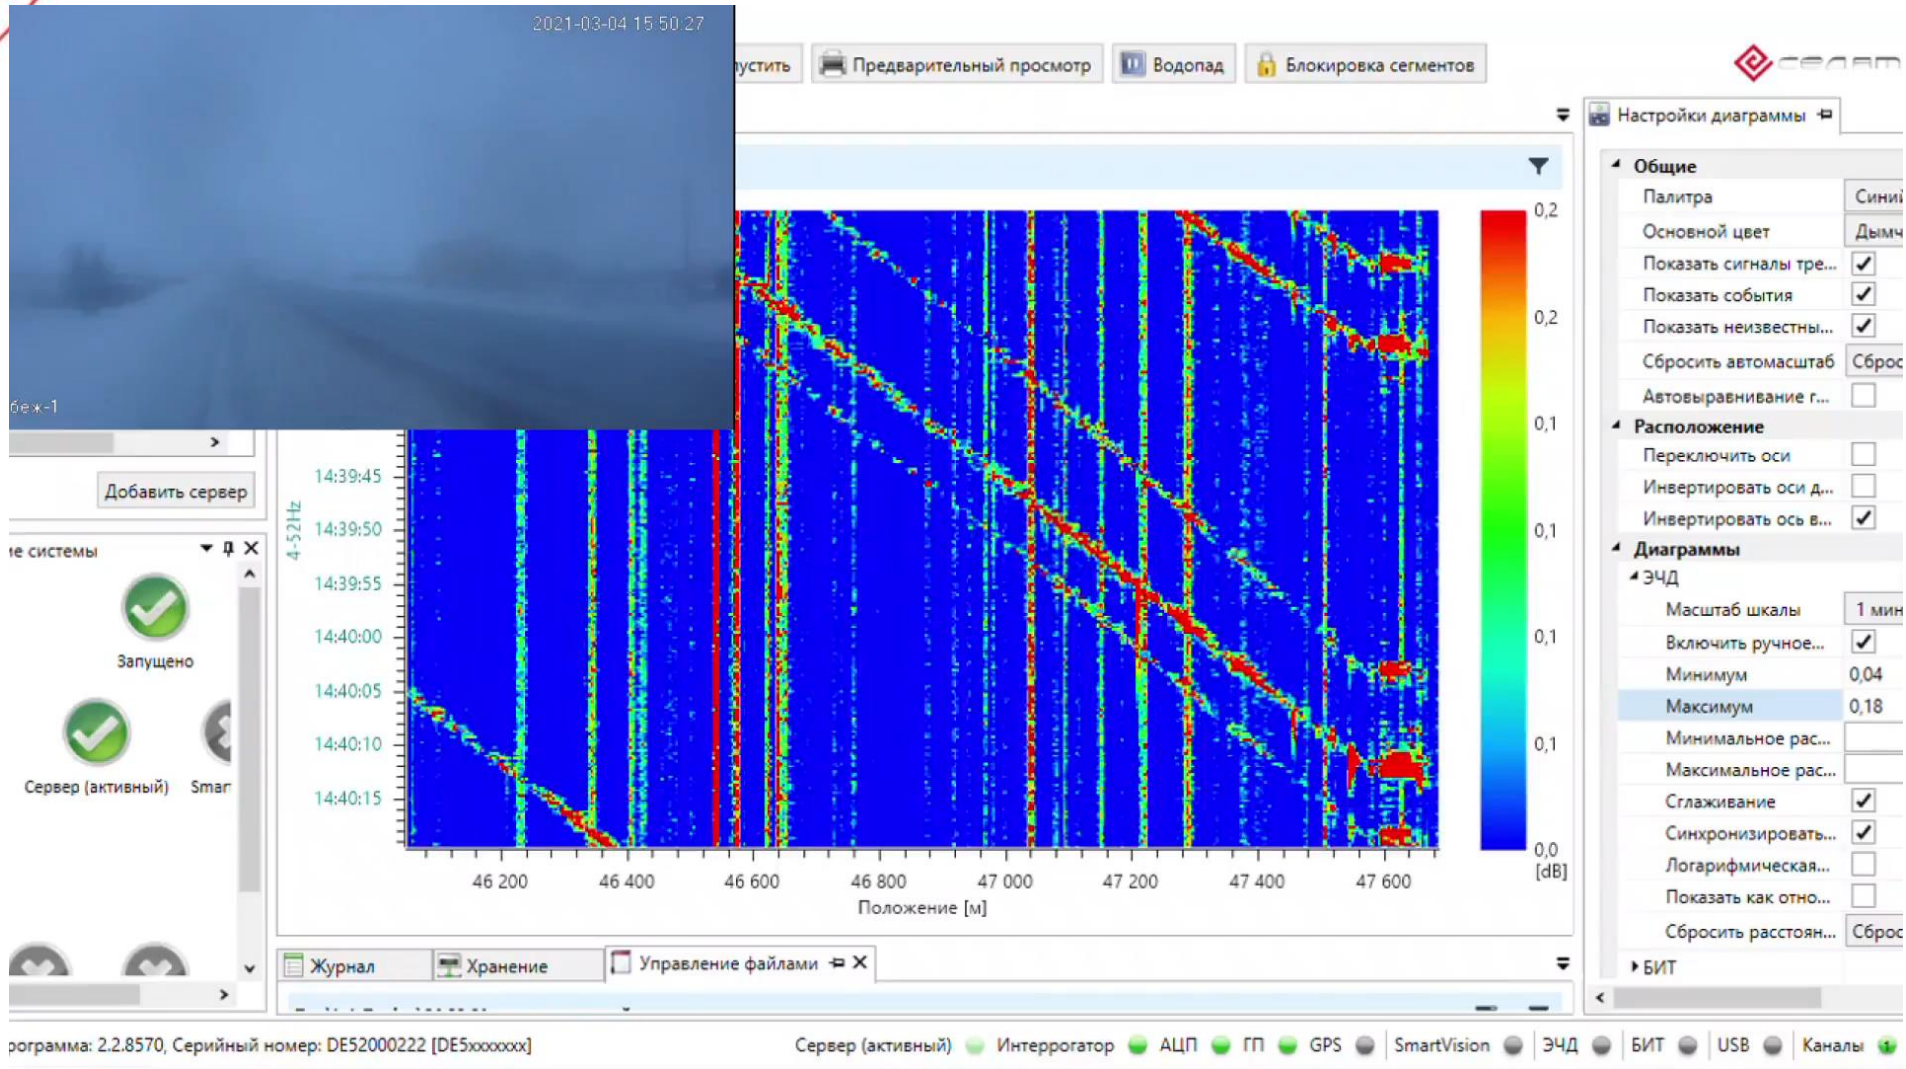 2021-03-04 15:50:27
беж-1
устить
Предварительный просмотр
Водопад
Блокировка сегментов
седатм
Настройки диаграммы
Общие
Палитра
Синий
Основной цвет
Дымч
Показать сигналы тре...
Показать события
Показать неизвестны...
Сбросить автомасштаб
Сброс
Автовыравнивание г...
Расположение
Переключить оси
Инвертировать оси д...
Инвертировать ось в...
Диаграммы
ЭЧД
Масштаб шкалы
1 мин
Включить ручное...
Минимум
0,04
Максимум
0,18
Минимальное рас...
Максимальное рас...
Сглаживание
Синхронизировать...
Логарифмическая...
Показать как отно...
Сбросить расстоян...
Сброс
БИТ
0,2
0,2
0,1
0,1
0,1
0,1
0,0
[dB]
Добавить сервер
ие системы
Запущено
Сервер (активный)
Smar
4-52Hz
14:39:45
14:39:50
14:39:55
14:40:00
14:40:05
14:40:10
14:40:15
46 200
46 400
46 600
46 800
47 000
47 200
47 400
47 600
Положение [м]
Журнал
Хранение
Управление файлами
рограмма: 2.2.8570, Серийный номер: DE52000222 [DE5xxxxxxx]
Сервер (активный)
Интеррогатор
АЦП
ГП
GPS
SmartVision
ЭЧД
БИТ
USB
Каналы
1